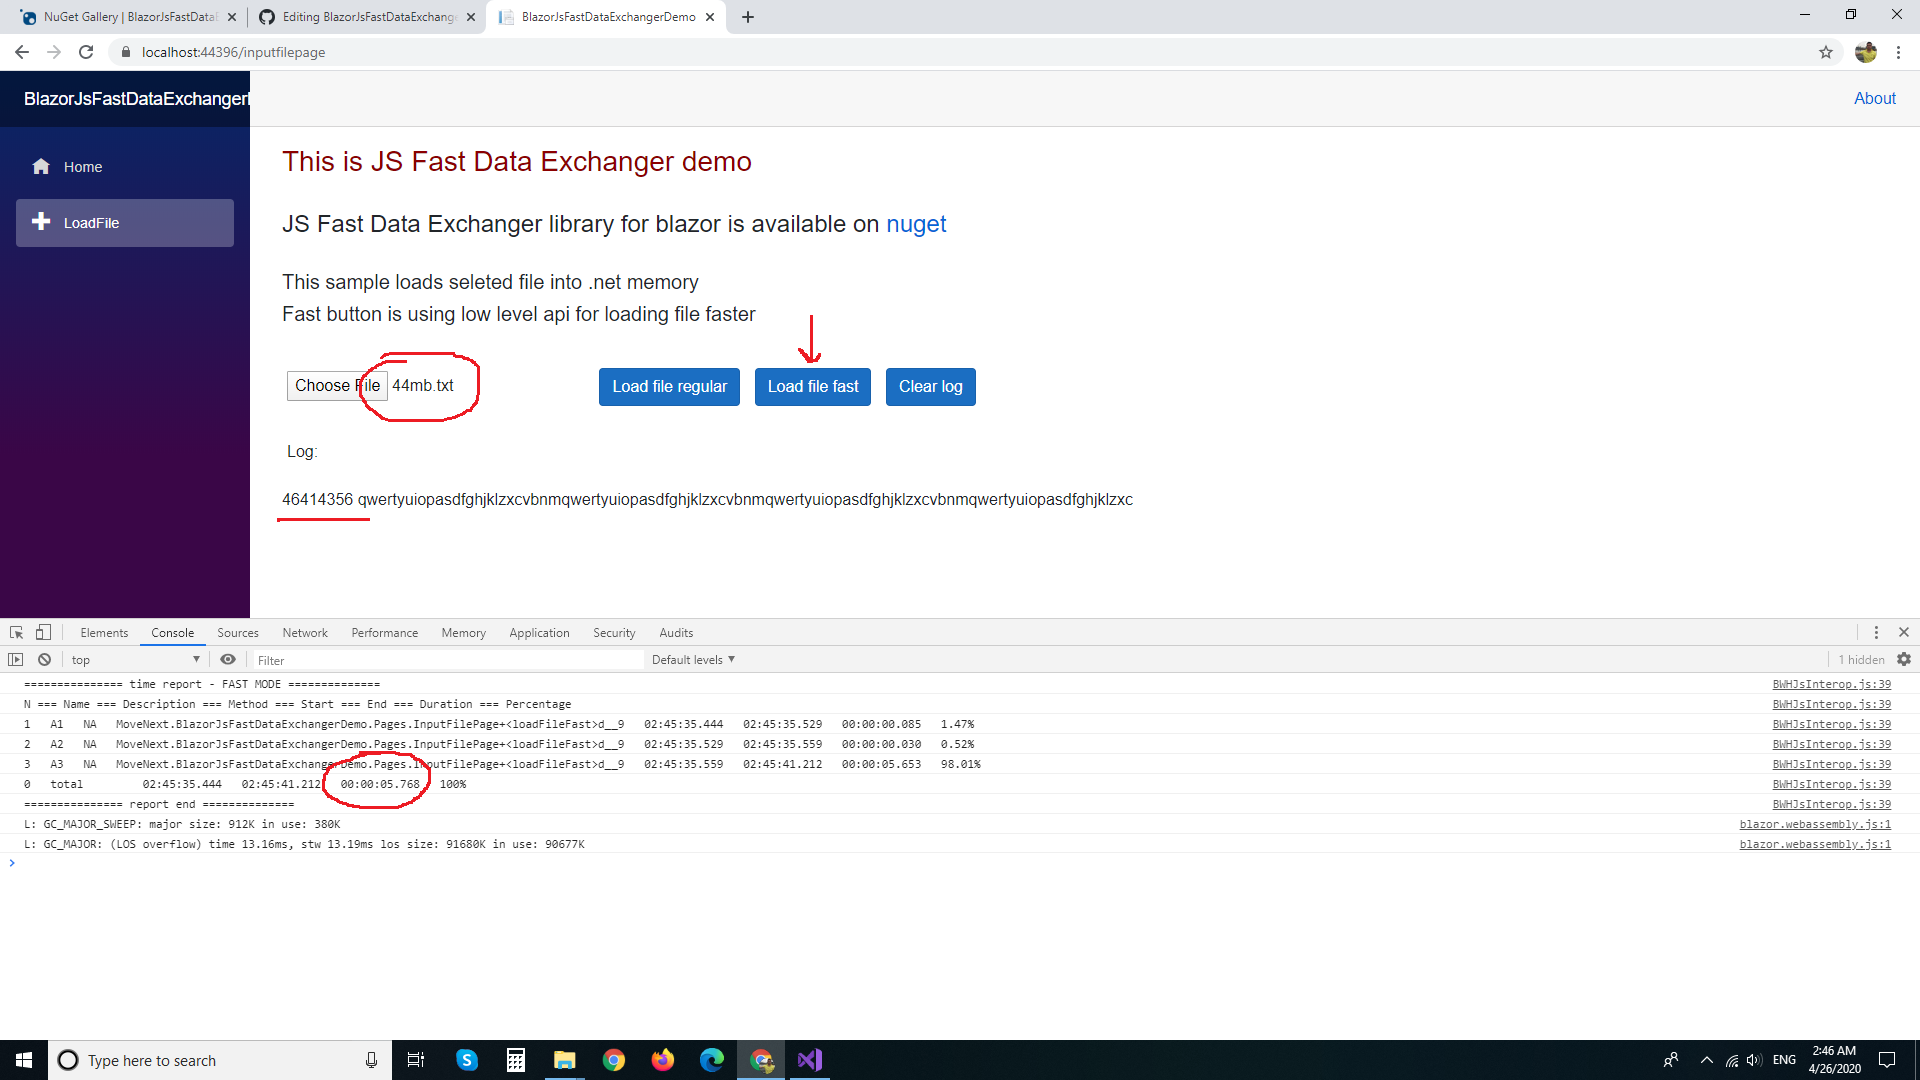 NuGet Gallery | BlazorJsFastData
Editing BlazorJsFastDataExchange
BlazorJsFastDataExchangerDemo
localhost:44396/inputfilepage
BlazorJsFastDataExchanger
About
Home
LoadFile
This is JS Fast Data Exchanger demo
JS Fast Data Exchanger library for blazor is available on nuget
This sample loads seleted file into .net memory
Fast button is using low level api for loading file faster
Choose File 44mb.txt
Load file regular
Load file fast
Clear log
Log:
46414356 qwertyuiopasdfghjklzxcvbnmqwertyuiopasdfghjklzxcvbnmqwertyuiopasdfghjklzxcvbnmqwertyuiopasdfghjklzxc
Elements Console Sources Network Performance Memory Application Security Audits
top Filter Default levels 1 hidden
=============== time report - FAST MODE ============== BWHJsInterop.js:39
N === Name === Description === Method === Start === End === Duration === Percentage BWHJsInterop.js:39
1 A1 NA MoveNext.BlazorJsFastDataExchangerDemo.Pages.InputFilePage+<loadFileFast>d__9 02:45:35.444 02:45:35.529 00:00:00.085 1.47% BWHJsInterop.js:39
2 A2 NA MoveNext.BlazorJsFastDataExchangerDemo.Pages.InputFilePage+<loadFileFast>d__9 02:45:35.529 02:45:35.559 00:00:00.030 0.52% BWHJsInterop.js:39
3 A3 NA MoveNext.BlazorJsFastDataExchangerDemo.Pages.InputFilePage+<loadFileFast>d__9 02:45:35.559 02:45:41.212 00:00:05.653 98.01% BWHJsInterop.js:39
0 total 02:45:35.444 02:45:41.212 00:00:05.768 100% BWHJsInterop.js:39
=============== report end ============== BWHJsInterop.js:39
L: GC_MAJOR_SWEEP: major size: 912K in use: 380K blazor.webassembly.js:1
L: GC_MAJOR: (LOS overflow) time 13.16ms, stw 13.19ms los size: 91680K in use: 90677K blazor.webassembly.js:1
Type here to search
ENG
2:46 AM
4/26/2020